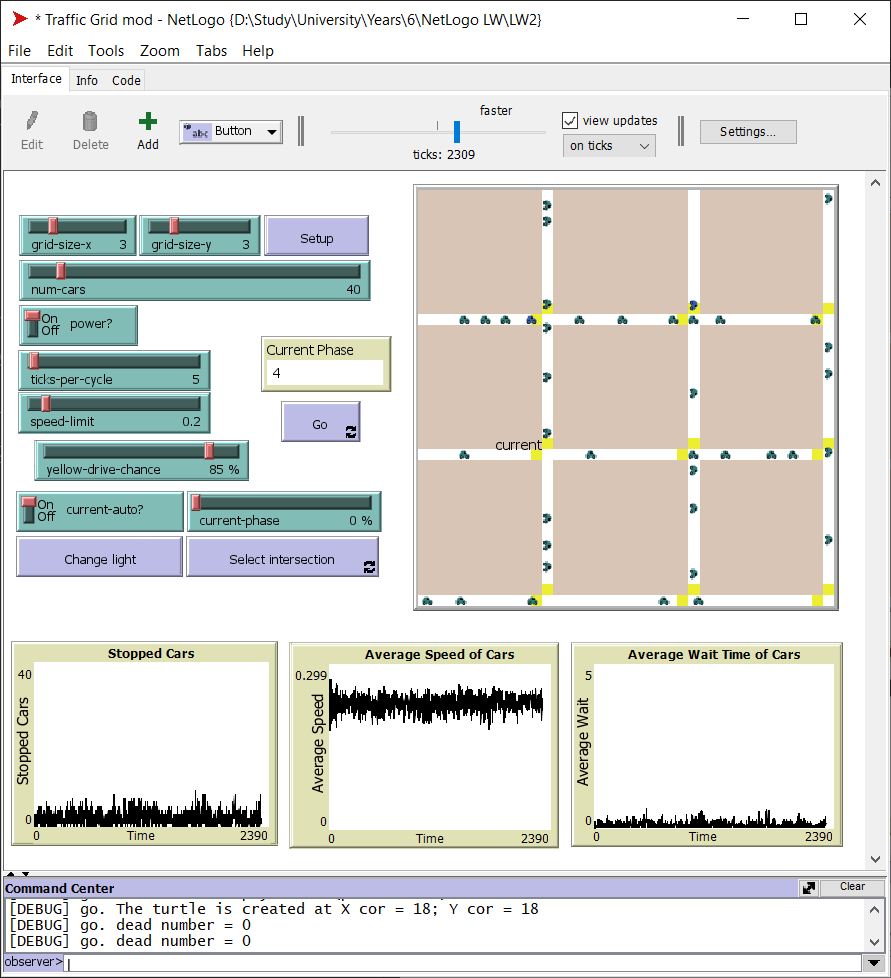 * Traffic Grid mod - NetLogo {D:\Study\University\Years\6\NetLogo LW\LW2}
File Edit Tools Zoom Tabs Help
Interface Info Code
Edit Delete Add abc Button
faster
ticks: 2309
view updates
on ticks
Settings...
grid-size-x 3
grid-size-y 3
Setup
num-cars 40
On
Off
power?
ticks-per-cycle 5
Current Phase
4
speed-limit 0.2
Go
yellow-drive-chance 85 %
On
Off
current-auto?
current-phase 0 %
Change light
Select intersection
current
Stopped Cars
40
Stopped Cars
0
0 Time 2390
Average Speed of Cars
0.299
Average Speed
0
0 Time 2390
Average Wait Time of Cars
5
Average Wait
0
0 Time 2390
Command Center
Clear
[DEBUG] go. The turtle is created at X cor = 18; Y cor = 18
[DEBUG] go. dead number = 0
[DEBUG] go. dead number = 0
observer>